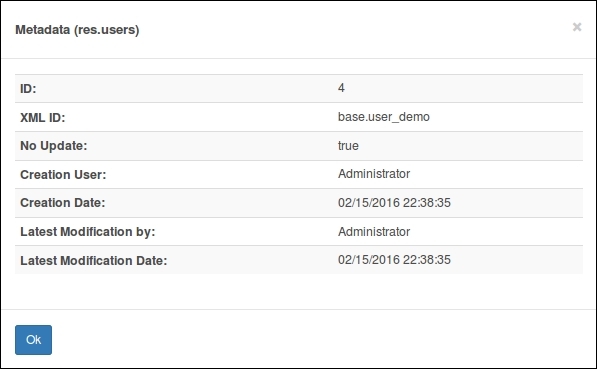 Metadata (res.users) ×
ID: 4
XML ID: base.user_demo
No Update: true
Creation User: Administrator
Creation Date: 02/15/2016 22:38:35
Latest Modification by: Administrator
Latest Modification Date: 02/15/2016 22:38:35
Ok